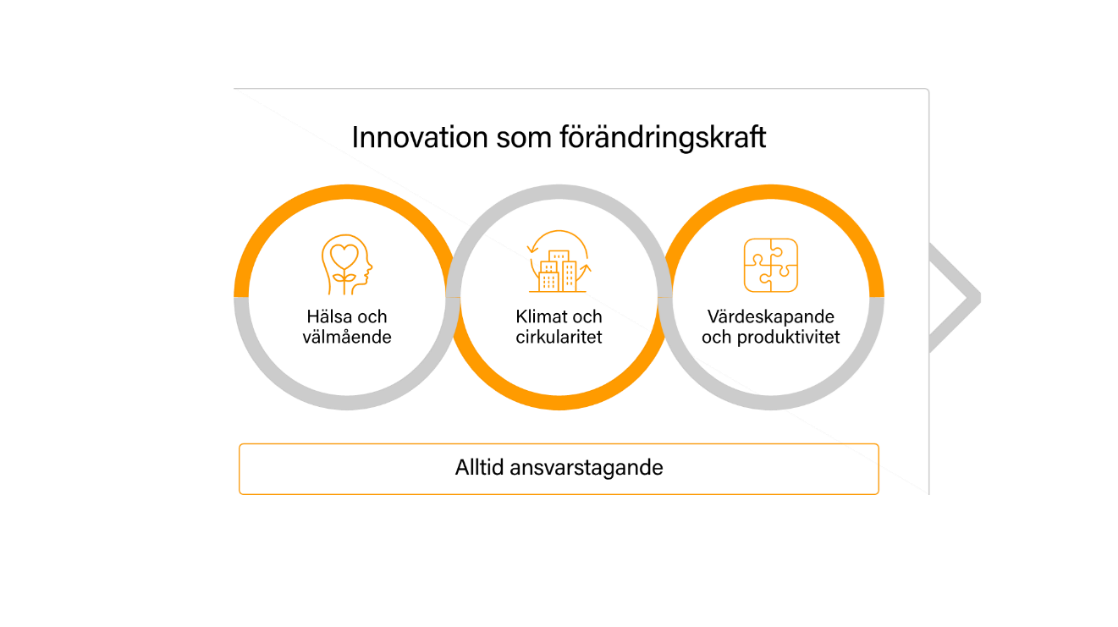 Innovation som förändringskraft
Hälsa och
välmående
Klimat och
cirkularitet
Värdeskapande
och produktivitet
Alltid ansvarstagande